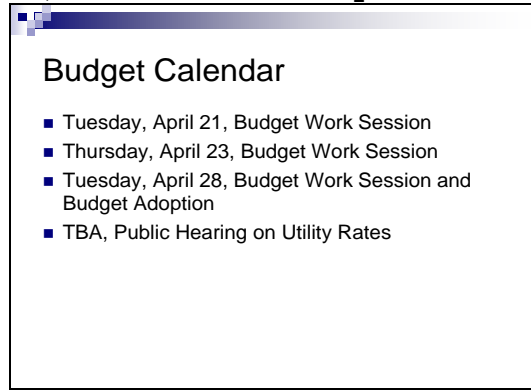 Budget Calendar
■ Tuesday, April 21, Budget Work Session
■ Thursday, April 23, Budget Work Session
■ Tuesday, April 28, Budget Work Session and
Budget Adoption
■ TBA, Public Hearing on Utility Rates